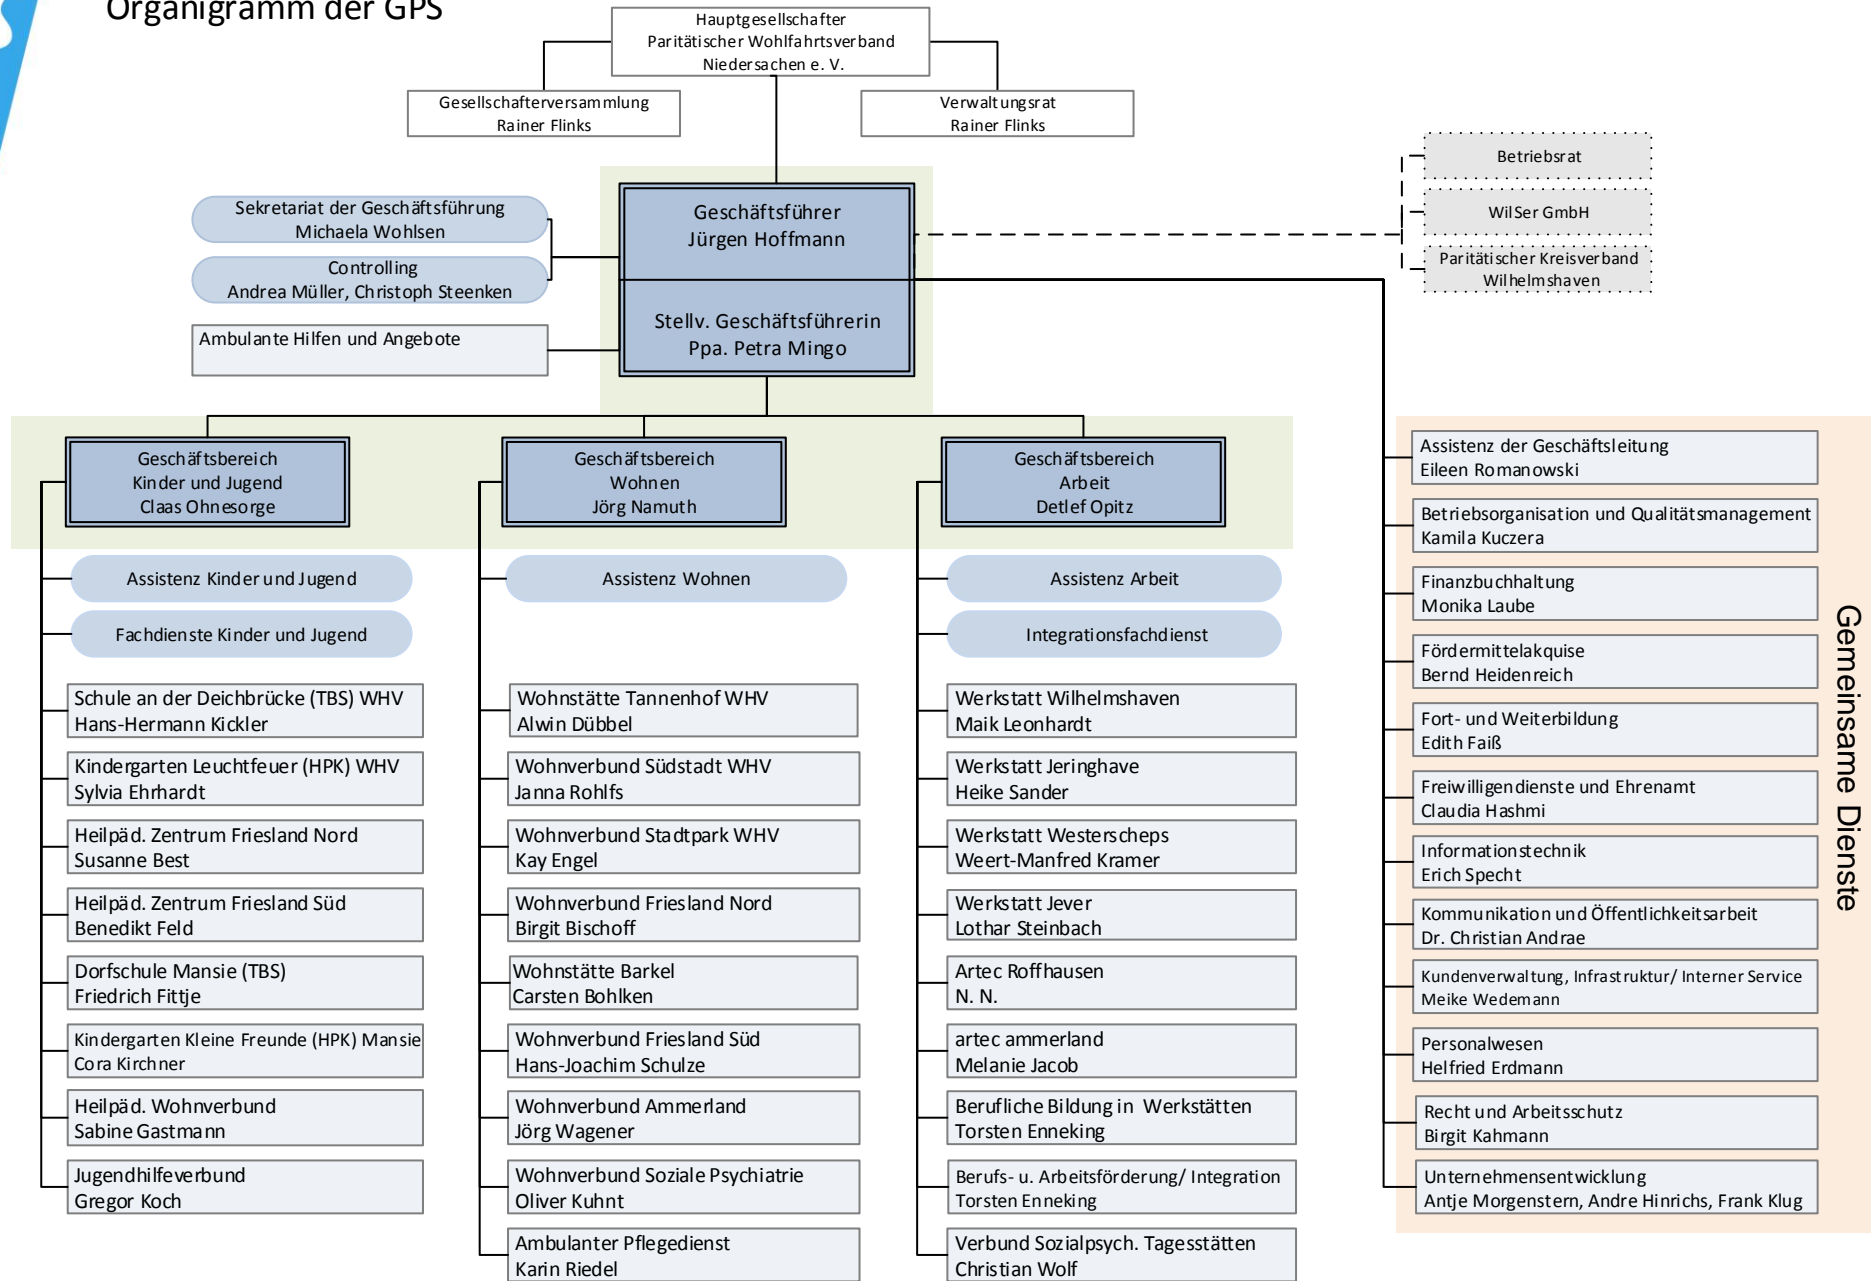 Organigramm der GPS
Hauptgesellschafter
Paritätischer Wohlfahrtsverband
Niedersachen e. V.
Gesellschafterversammlung
Rainer Flinks
Verwaltungsrat
Rainer Flinks
Betriebsrat
WilSer GmbH
Paritätischer Kreisverband
Wilhelmshaven
Sekretariat der Geschäftsführung
Michaela Wohlsen
Controlling
Andrea Müller, Christoph Steenken
Ambulante Hilfen und Angebote
Geschäftsführer
Jürgen Hoffmann
Stellv. Geschäftsführerin
Ppa. Petra Mingo
Geschäftsbereich
Kinder und Jugend
Claas Ohnesorge
Assistenz Kinder und Jugend
Fachdienste Kinder und Jugend
Schule an der Deichbrücke (TBS) WHV
Hans-Hermann Kickler
Kindergarten Leuchtfeuer (HPK) WHV
Sylvia Ehrhardt
Heilpäd. Zentrum Friesland Nord
Susanne Best
Heilpäd. Zentrum Friesland Süd
Benedikt Feld
Dorfschule Mansie (TBS)
Friedrich Fittje
Kindergarten Kleine Freunde (HPK) Mansie
Cora Kirchner
Heilpäd. Wohnverbund
Sabine Gastmann
Jugendhilfeverbund
Gregor Koch
Geschäftsbereich
Wohnen
Jörg Namuth
Assistenz Wohnen
Wohnstätte Tannenhof WHV
Alwin Dübbel
Wohnverbund Südstadt WHV
Janna Rohlfs
Wohnverbund Stadtpark WHV
Kay Engel
Wohnverbund Friesland Nord
Birgit Bischoff
Wohnstätte Barkel
Carsten Bohlken
Wohnverbund Friesland Süd
Hans-Joachim Schulze
Wohnverbund Ammerland
Jörg Wagener
Wohnverbund Soziale Psychiatrie
Oliver Kuhnt
Ambulanter Pflegedienst
Karin Riedel
Geschäftsbereich
Arbeit
Detlef Opitz
Assistenz Arbeit
Integrationsfachdienst
Werkstatt Wilhelmshaven
Maik Leonhardt
Werkstatt Jeringhave
Heike Sander
Werkstatt Westerscheps
Weert-Manfred Kramer
Werkstatt Jever
Lothar Steinbach
Artec Roffhausen
N. N.
artec ammerland
Melanie Jacob
Berufliche Bildung in Werkstätten
Torsten Enneking
Berufs- u. Arbeitsförderung/ Integration
Torsten Enneking
Verbund Sozialpsych. Tagesstätten
Christian Wolf
Gemeinsame Dienste
Assistenz der Geschäftsleitung
Eileen Romanowski
Betriebsorganisation und Qualitätsmanagement
Kamila Kuczera
Finanzbuchhaltung
Monika Laube
Fördermittelakquise
Bernd Heidenreich
Fort- und Weiterbildung
Edith Faiß
Freiwilligendienste und Ehrenamt
Claudia Hashmi
Informationstechnik
Erich Specht
Kommunikation und Öffentlichkeitsarbeit
Dr. Christian Andrae
Kundenverwaltung, Infrastruktur/ Interner Service
Meike Wedemann
Personalwesen
Helfried Erdmann
Recht und Arbeitsschutz
Birgit Kahmann
Unternehmensentwicklung
Antje Morgenstern, Andre Hinrichs, Frank Klug